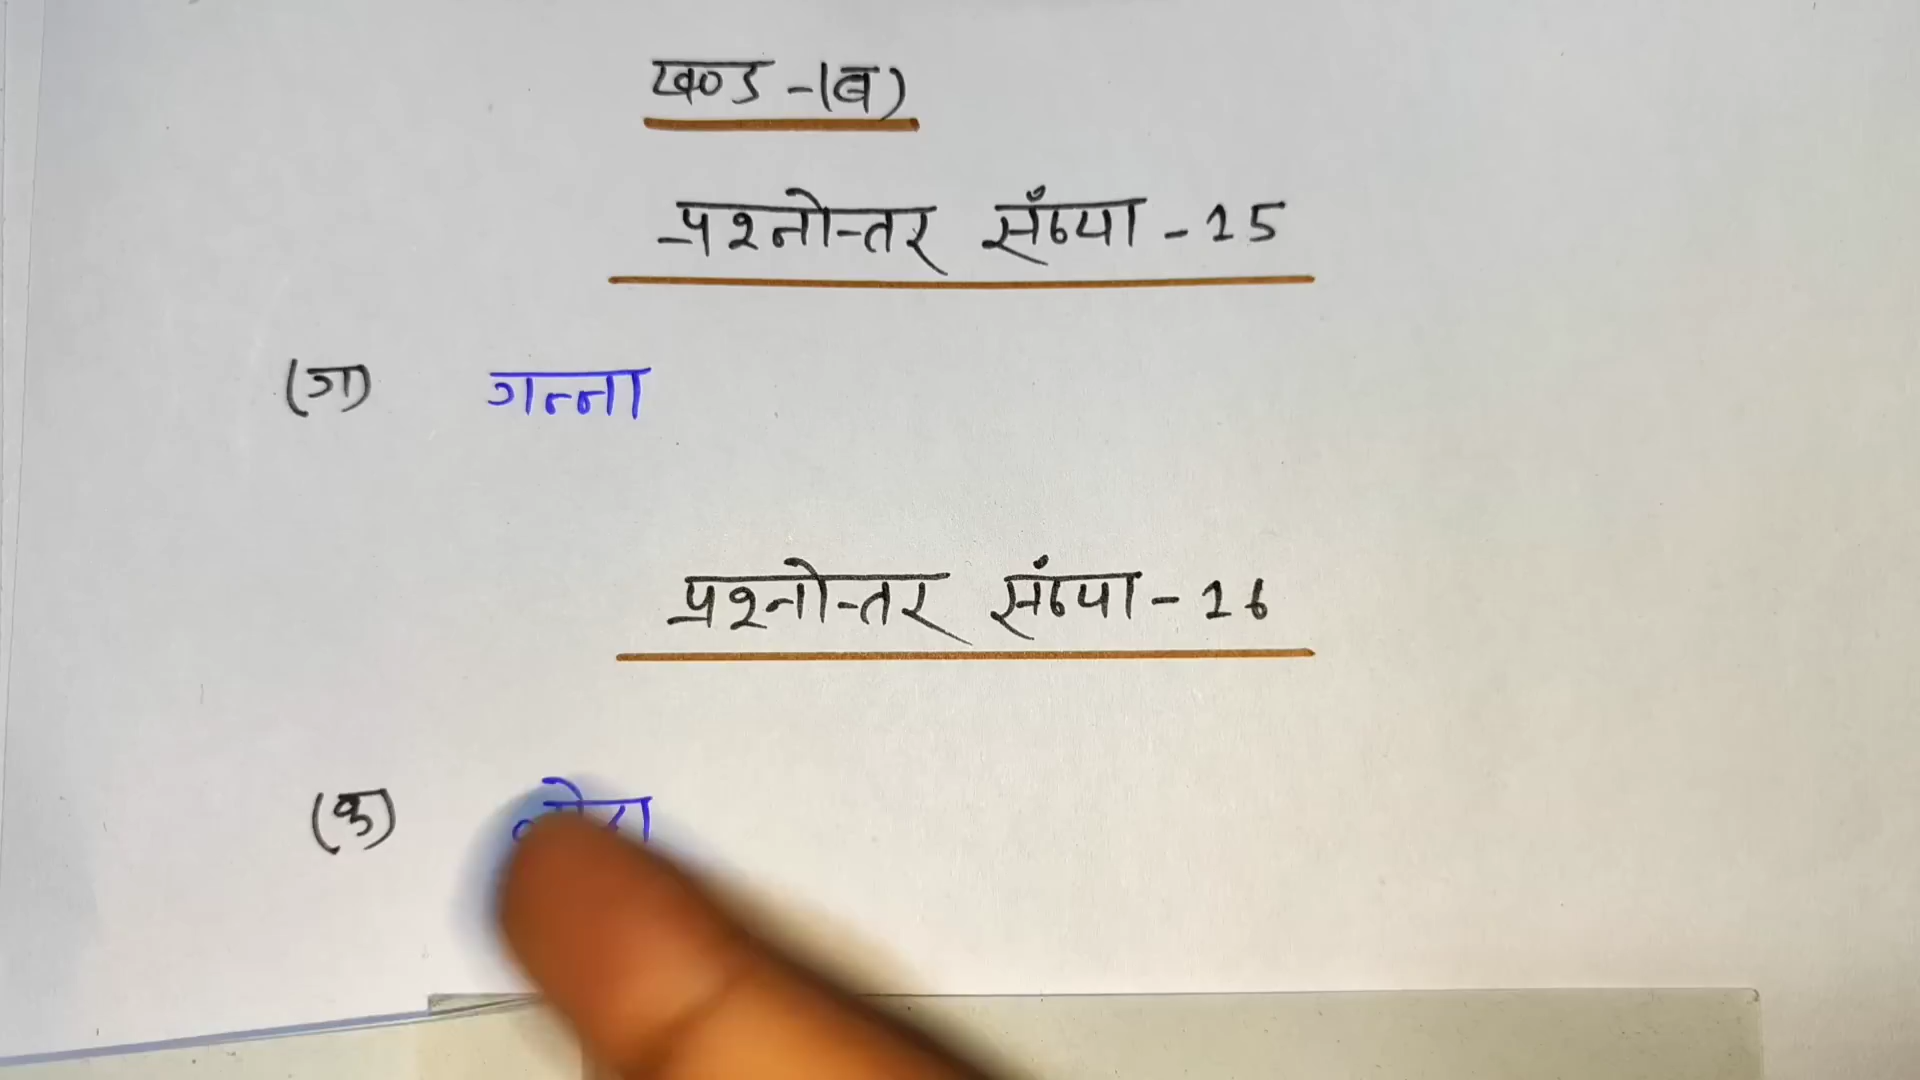 खण्ड -(ब)
प्रश्नोत्तर संख्या - 15
(ग) गन्ना
प्रश्नोत्तर संख्या - 16
(क)